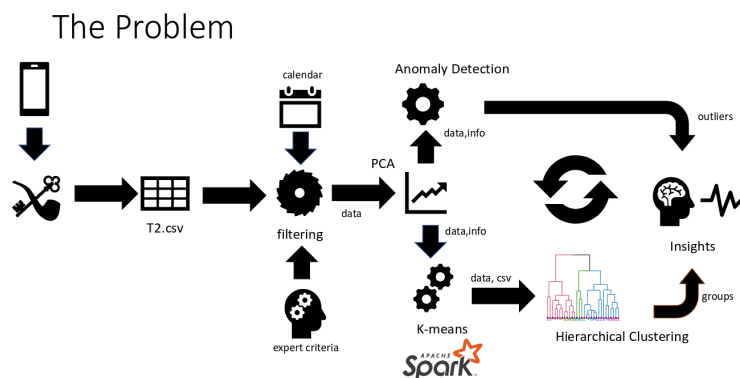 The Problem
calendar
Anomaly Detection
outliers
data,info
PCA
T2.csv
data
filtering
data,info
Insights
data, csv
groups
K-means
Hierarchical Clustering
expert criteria
APACHE
Spark